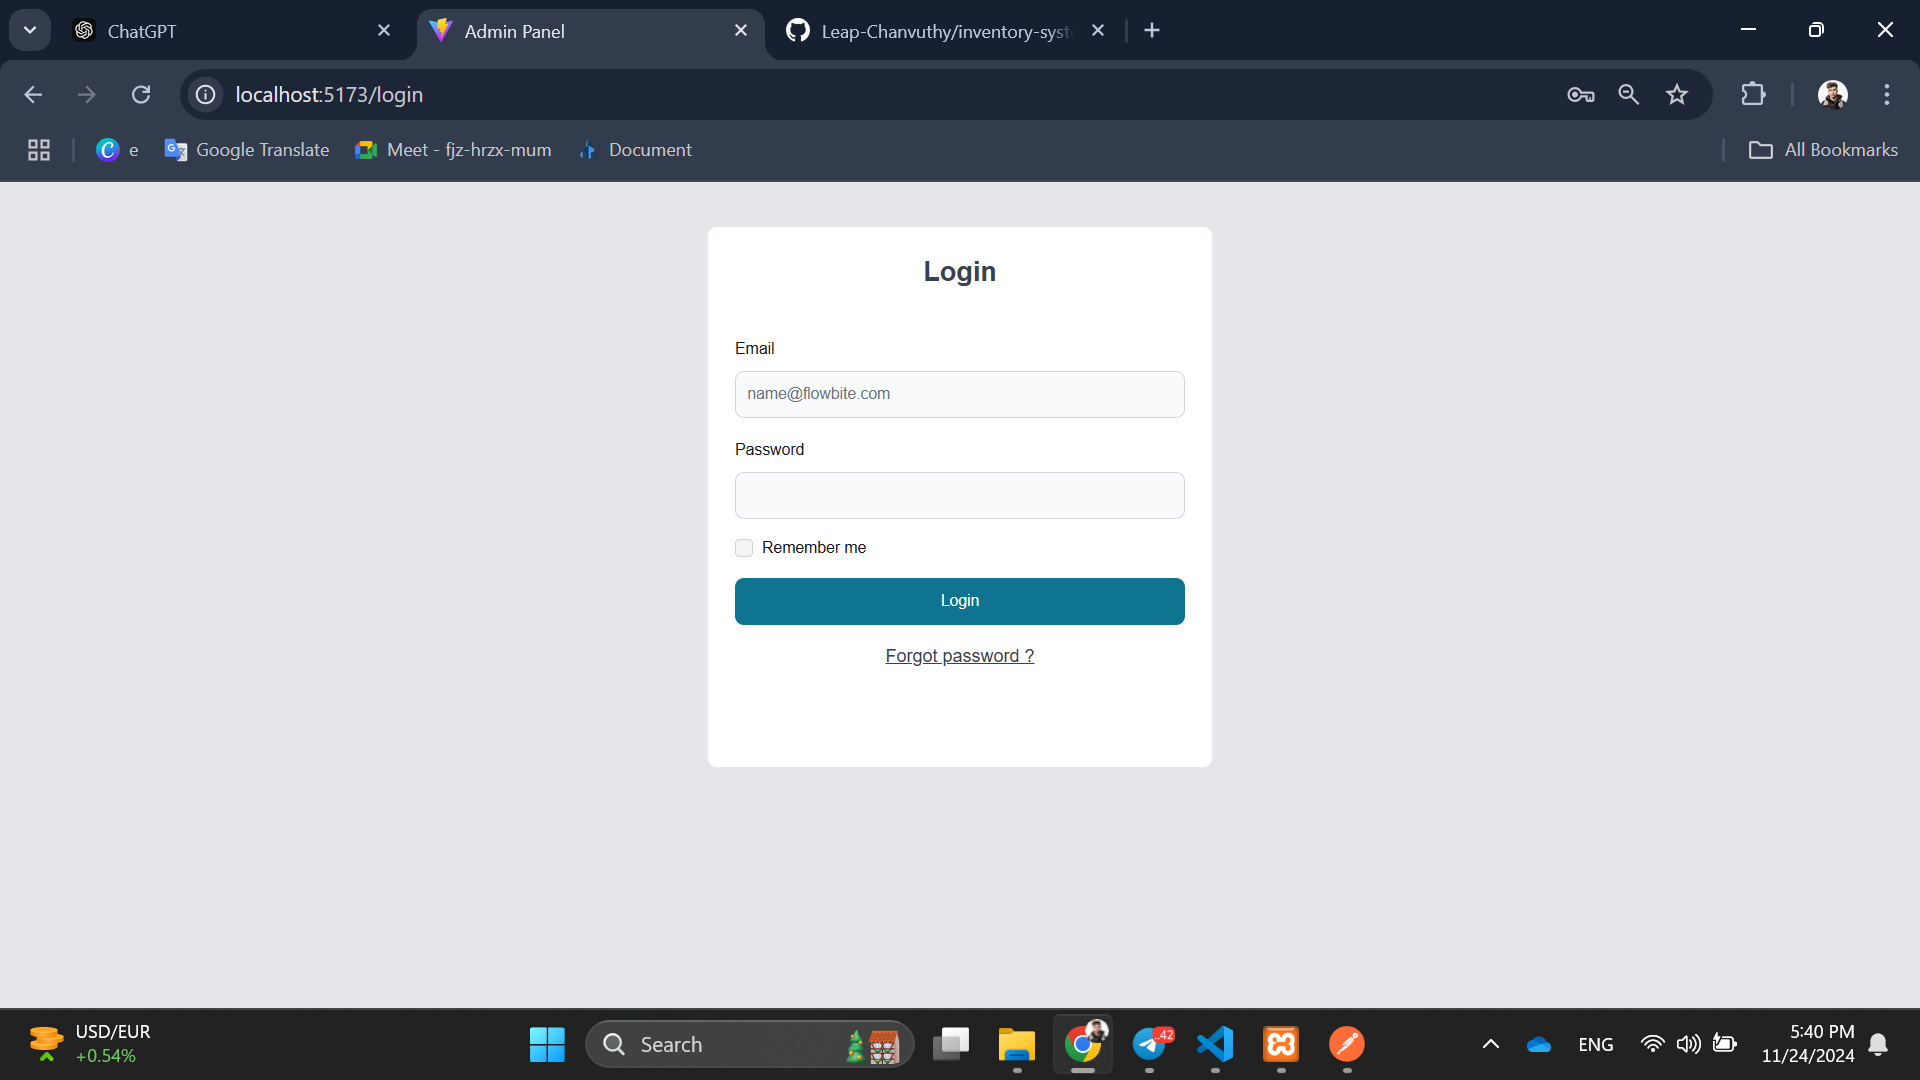 ChatGPT
Admin Panel
Leap-Chanvuthy/inventory-syst
localhost:5173/login
e
Google Translate
Meet - fjz-hrzx-mum
Document
All Bookmarks
Login
Email
name@flowbite.com
Password
Remember me
Login
Forgot password ?
USD/EUR
+0.54%
Search
..42
ENG
5:40 PM
11/24/2024